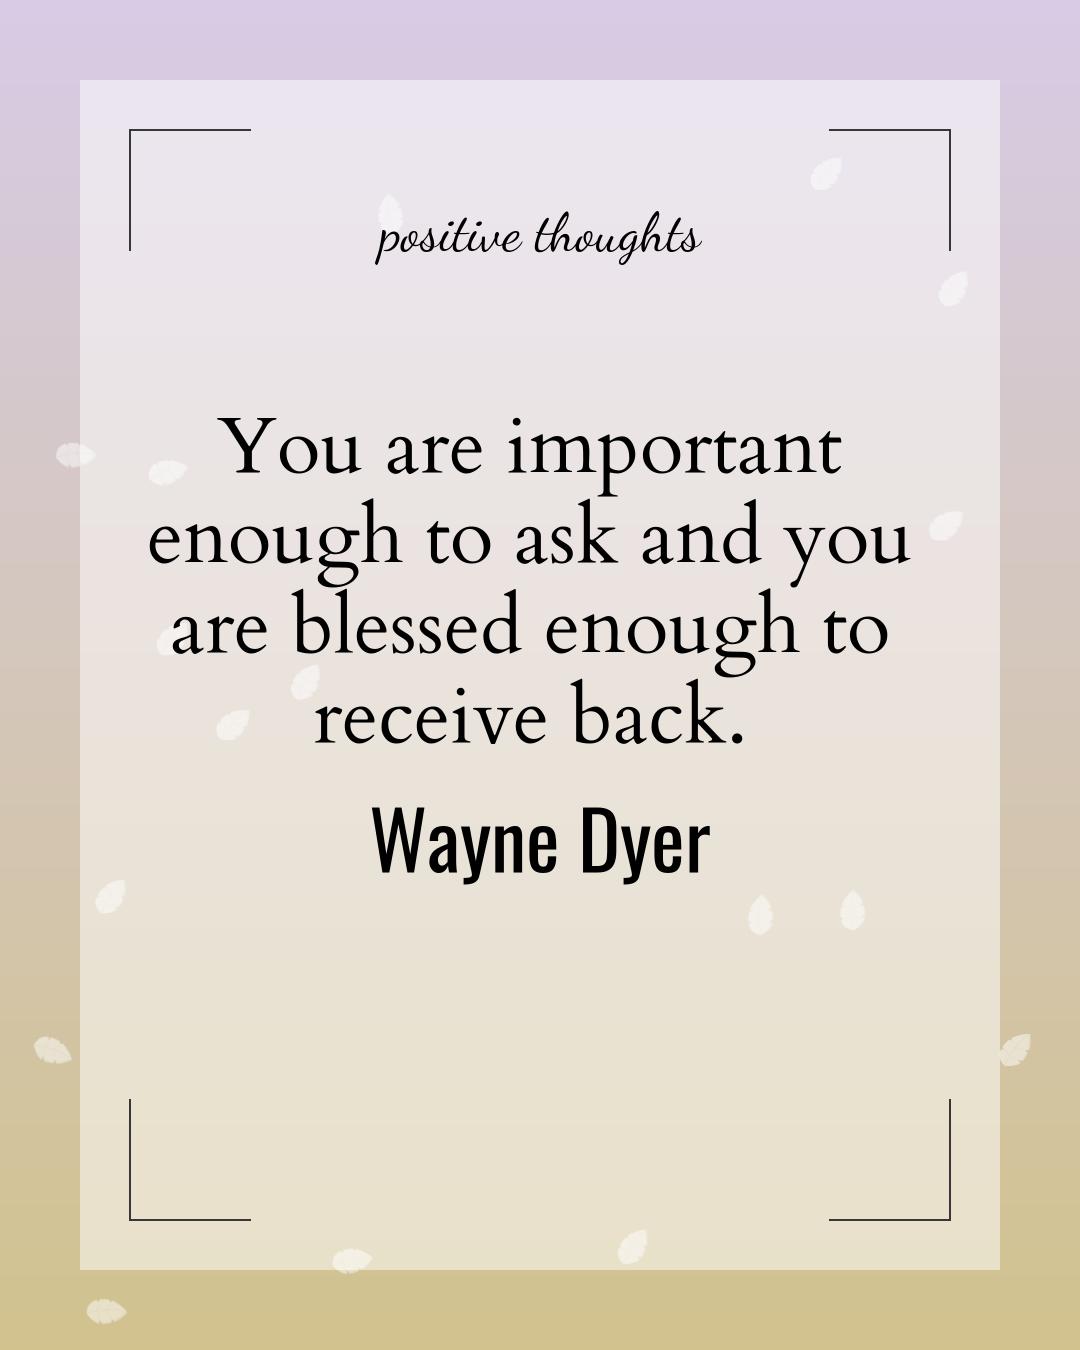 positive thoughts
You are important
enough to ask and you
are blessed enough to
receive back.
Wayne Dyer